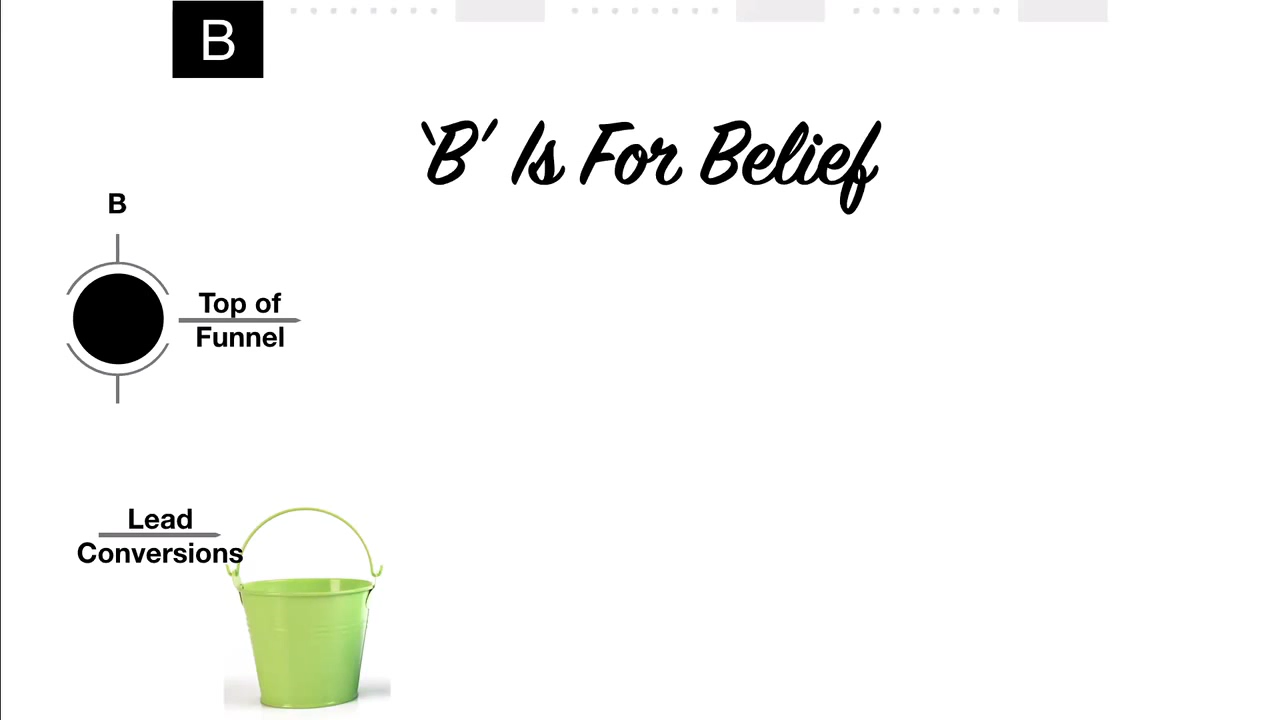 B
‘B’ Is For Belief
B
Top of
Funnel
Lead
Conversions